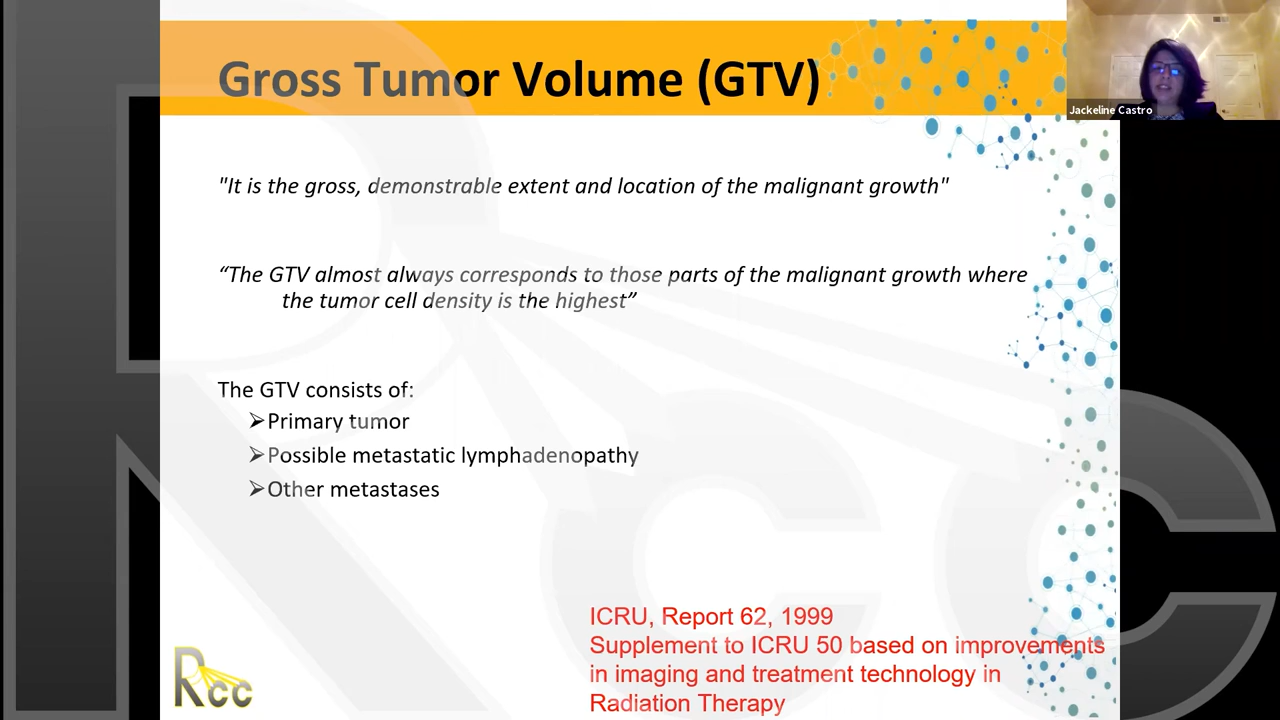 Gross Tumor Volume (GTV)
Jackeline Castro
"It is the gross, demonstrable extent and location of the malignant growth"
“The GTV almost always corresponds to those parts of the malignant growth where
the tumor cell density is the highest”
The GTV consists of:
➢Primary tumor
➢Possible metastatic lymphadenopathy
➢Other metastases
ICRU, Report 62, 1999
Supplement to ICRU 50 based on improvements
in imaging and treatment technology in
Radiation Therapy
Rcc
Rcc